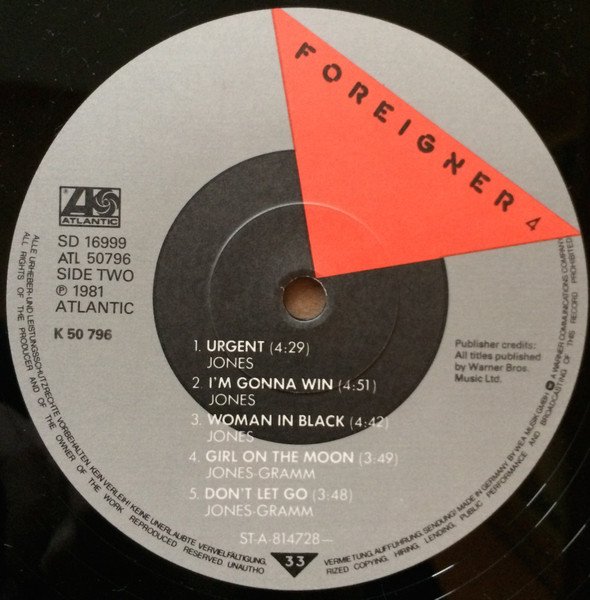 FOREIGNER 4
ATLANTIC
SD 16999
ATL 50796
SIDE TWO
℗ 1981
ATLANTIC
K 50 796
1. URGENT (4:29)
JONES
2. I'M GONNA WIN (4:51)
JONES
3. WOMAN IN BLACK (4:42)
JONES
4. GIRL ON THE MOON (3:49)
JONES-GRAMM
5. DON'T LET GO (3:48)
JONES-GRAMM
Publisher credits:
All titles published
by Warner Bros.
Music Ltd.
ST-A-814728—
33
ALLE URHEBER- UND LEISTUNGSSCHUTZRECHTE VORBEHALTEN. KEIN VERLEIH! KEINE UNERLAUBTE VERVIELFÄLTIGUNG,
VERMIETUNG, AUFFÜHRUNG, SENDUNG! MADE IN GERMANY BY WEA MUSIK GMBH A WARNER COMMUNICATIONS COMPANY
ALL RIGHTS OF THE PRODUCER AND OF THE OWNER OF THE WORK REPRODUCED RESERVED. UNAUTHO
RIZED COPYING, HIRING, LENDING, PUBLIC PERFORMANCE AND BROADCASTING OF THIS RECORD PROHIBITED